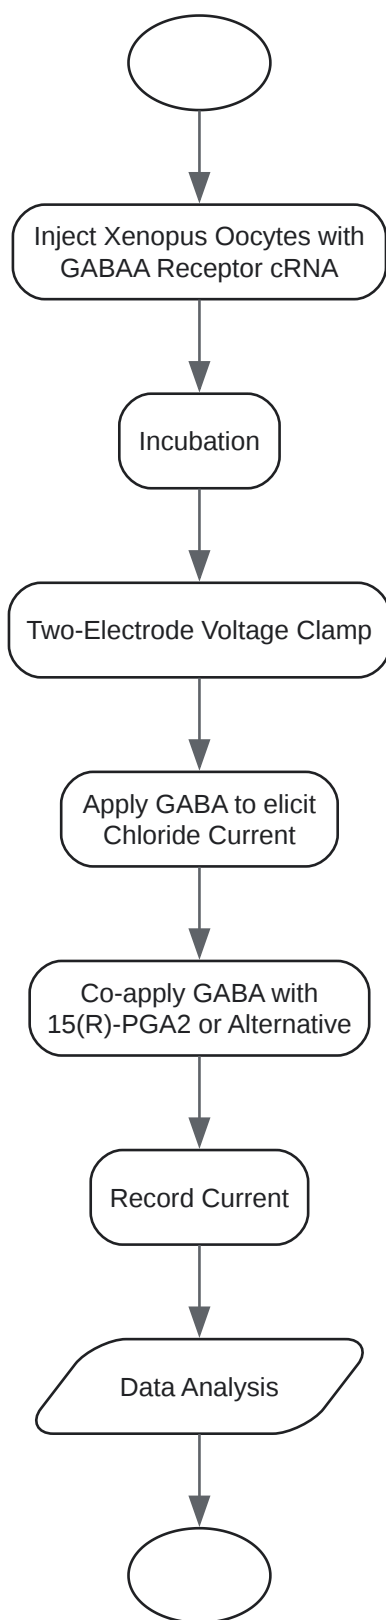 Inject Xenopus Oocytes with
GABAA Receptor cRNA
Incubation
Two-Electrode Voltage Clamp
Apply GABA to elicit
Chloride Current
Co-apply GABA with
15(R)-PGA2 or Alternative
Record Current
Data Analysis